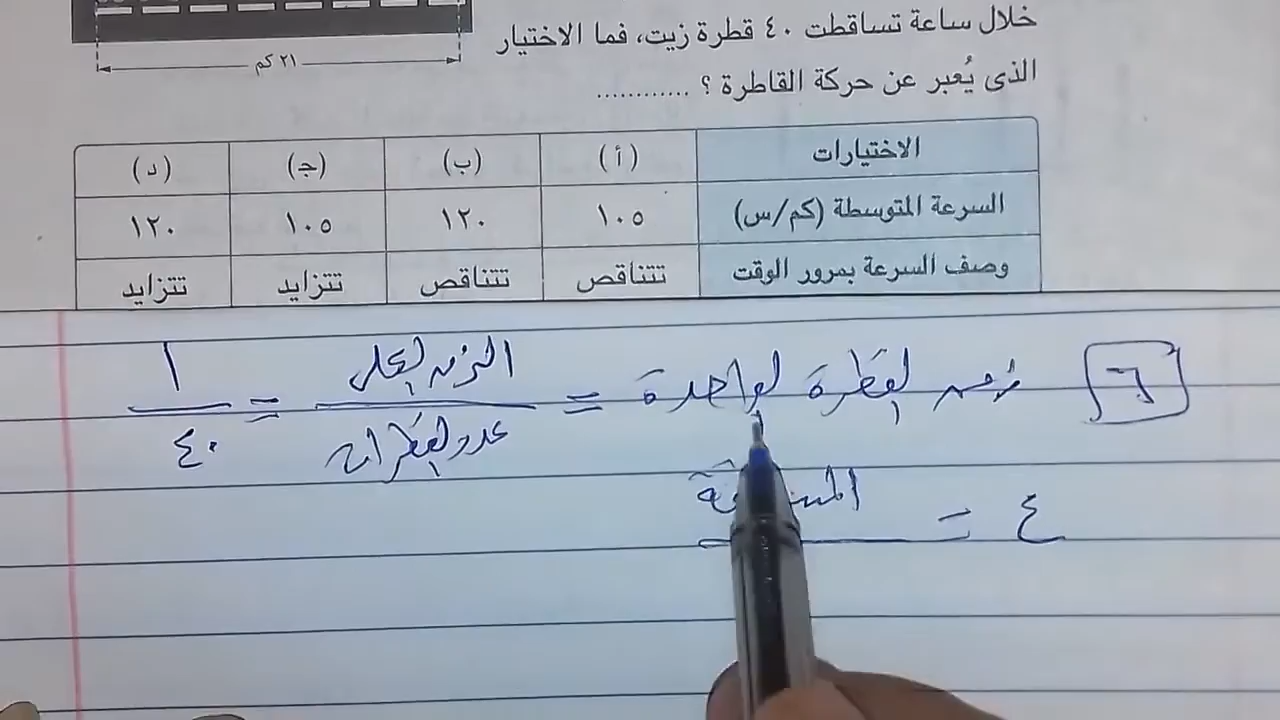 خلال ساعة تساقطت ٤٠ قطرة زيت، فما الاختيار
الذى يُعبر عن حركة القاطرة ؟ ............
٢١ كم
الاختيارات (أ) (ب) (جـ) (د)
السرعة المتوسطة (كم/س) ١٠٥ ١٢٠ ١٠٥ ١٢٠
وصف السرعة بمرور الوقت تتناقص تتناقص تتزايد تتزايد
٦ زمن القطرة الواحدة = الزمن الكلى / عدد القطرات = ١ / ٤٠
ع = المسافة